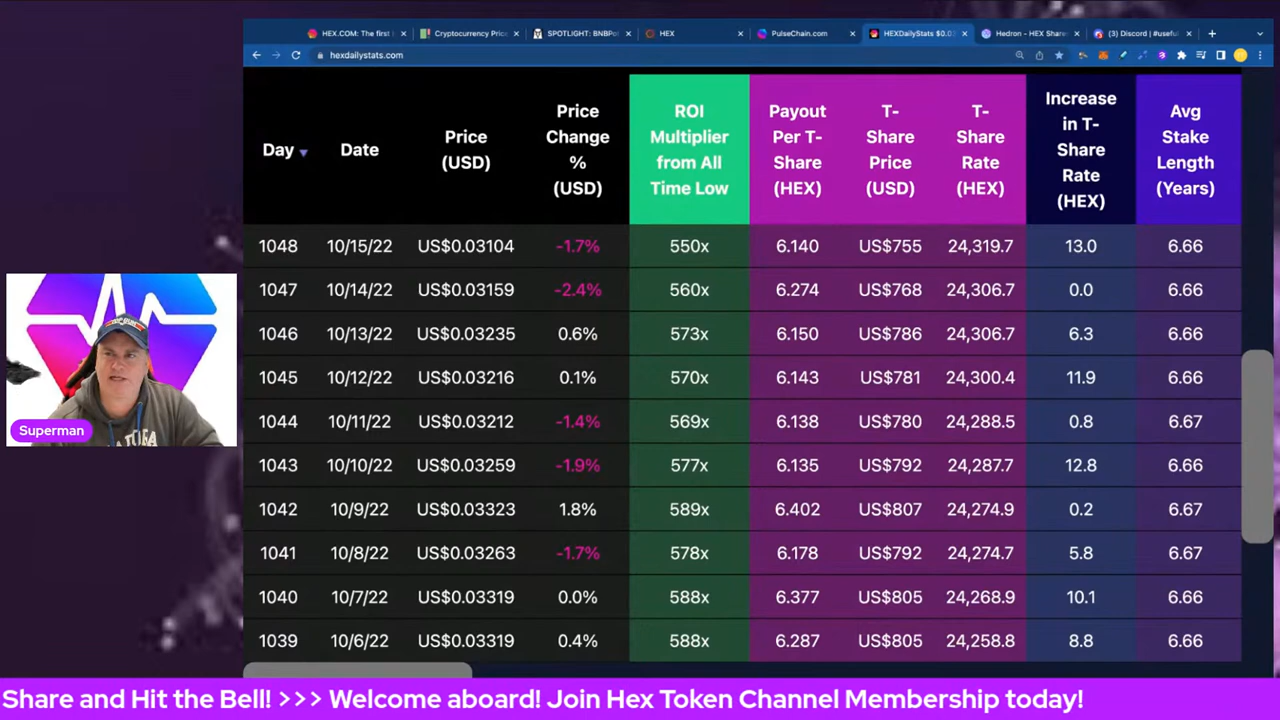 HEX.COM: The first
Cryptocurrency Pric
SPOTLIGHT: BNBPul
HEX
PulseChain.com
HEXDailyStats $0.03
Hedron - HEX Share
(3) Discord | #useful
hexdailystats.com
Day Date Price (USD) Price Change % (USD) ROI Multiplier from All Time Low Payout Per T-Share (HEX) T-Share Price (USD) T-Share Rate (HEX) Increase in T-Share Rate (HEX) Avg Stake Length (Years)
1048 10/15/22 US$0.03104 -1.7% 550x 6.140 US$755 24,319.7 13.0 6.66
1047 10/14/22 US$0.03159 -2.4% 560x 6.274 US$768 24,306.7 0.0 6.66
1046 10/13/22 US$0.03235 0.6% 573x 6.150 US$786 24,306.7 6.3 6.66
1045 10/12/22 US$0.03216 0.1% 570x 6.143 US$781 24,300.4 11.9 6.66
1044 10/11/22 US$0.03212 -1.4% 569x 6.138 US$780 24,288.5 0.8 6.67
1043 10/10/22 US$0.03259 -1.9% 577x 6.135 US$792 24,287.7 12.8 6.66
1042 10/9/22 US$0.03323 1.8% 589x 6.402 US$807 24,274.9 0.2 6.67
1041 10/8/22 US$0.03263 -1.7% 578x 6.178 US$792 24,274.7 5.8 6.67
1040 10/7/22 US$0.03319 0.0% 588x 6.377 US$805 24,268.9 10.1 6.66
1039 10/6/22 US$0.03319 0.4% 588x 6.287 US$805 24,258.8 8.8 6.66
Superman
Share and Hit the Bell! >>> Welcome aboard! Join Hex Token Channel Membership today!